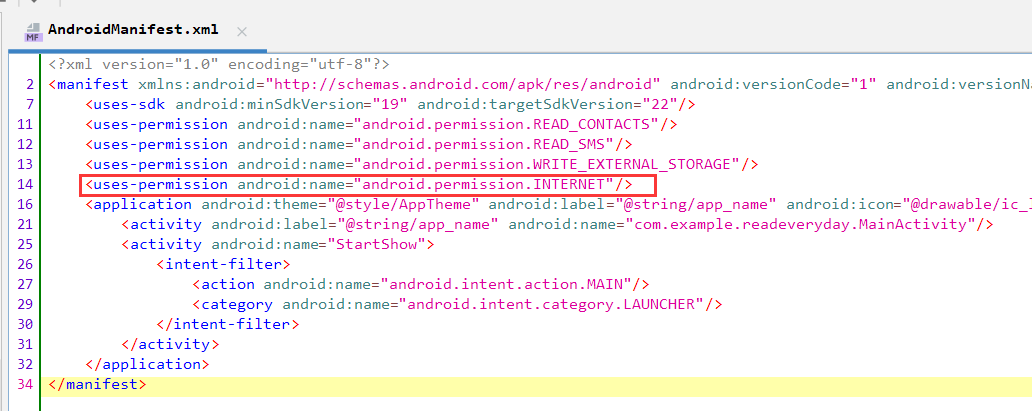 MF AndroidManifest.xml
<?xml version="1.0" encoding="utf-8"?>
2 <manifest xmlns:android="http://schemas.android.com/apk/res/android" android:versionCode="1" android:versionNa
7 <uses-sdk android:minSdkVersion="19" android:targetSdkVersion="22"/>
11 <uses-permission android:name="android.permission.READ_CONTACTS"/>
12 <uses-permission android:name="android.permission.READ_SMS"/>
13 <uses-permission android:name="android.permission.WRITE_EXTERNAL_STORAGE"/>
14 <uses-permission android:name="android.permission.INTERNET"/>
16 <application android:theme="@style/AppTheme" android:label="@string/app_name" android:icon="@drawable/ic_l
21 <activity android:label="@string/app_name" android:name="com.example.readeveryday.MainActivity"/>
25 <activity android:name="StartShow">
26 <intent-filter>
27 <action android:name="android.intent.action.MAIN"/>
29 <category android:name="android.intent.category.LAUNCHER"/>
30 </intent-filter>
31 </activity>
32 </application>
34 </manifest>